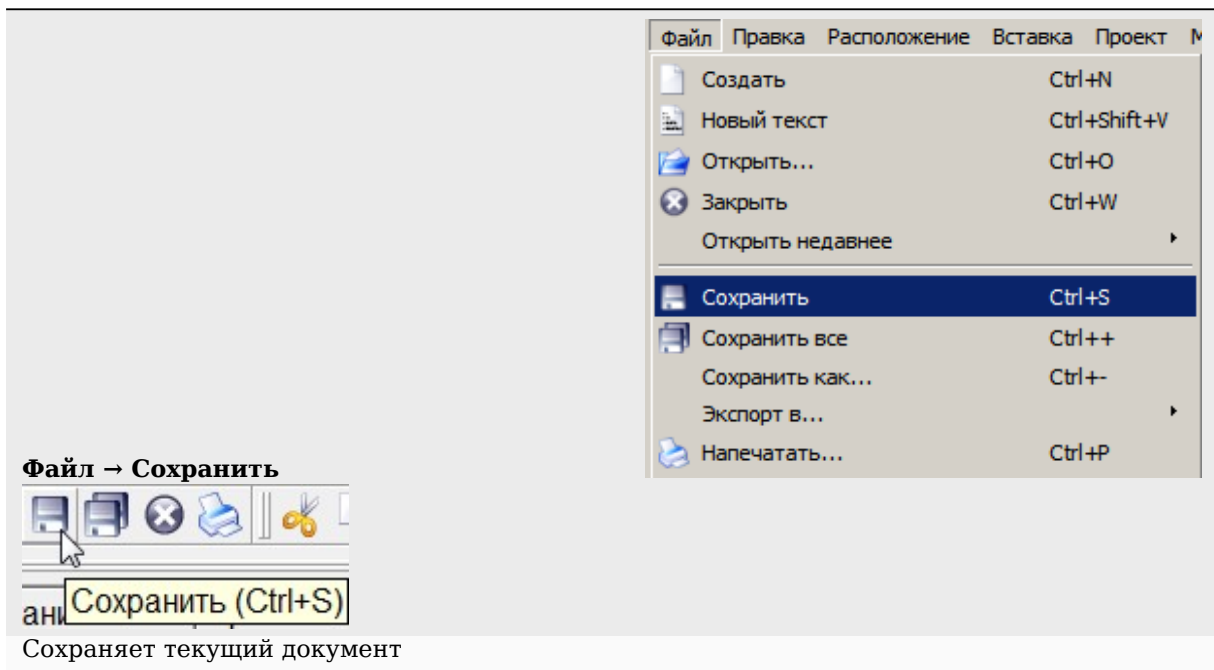 Файл Правка Расположение Вставка Проект
Создать Ctrl+N
Новый текст Ctrl+Shift+V
Открыть... Ctrl+O
Закрыть Ctrl+W
Открыть недавнее
Сохранить Ctrl+S
Сохранить все Ctrl++
Сохранить как... Ctrl+-
Экспорт в...
Напечатать... Ctrl+P
Файл → Сохранить
Сохранить (Ctrl+S)
Сохраняет текущий документ